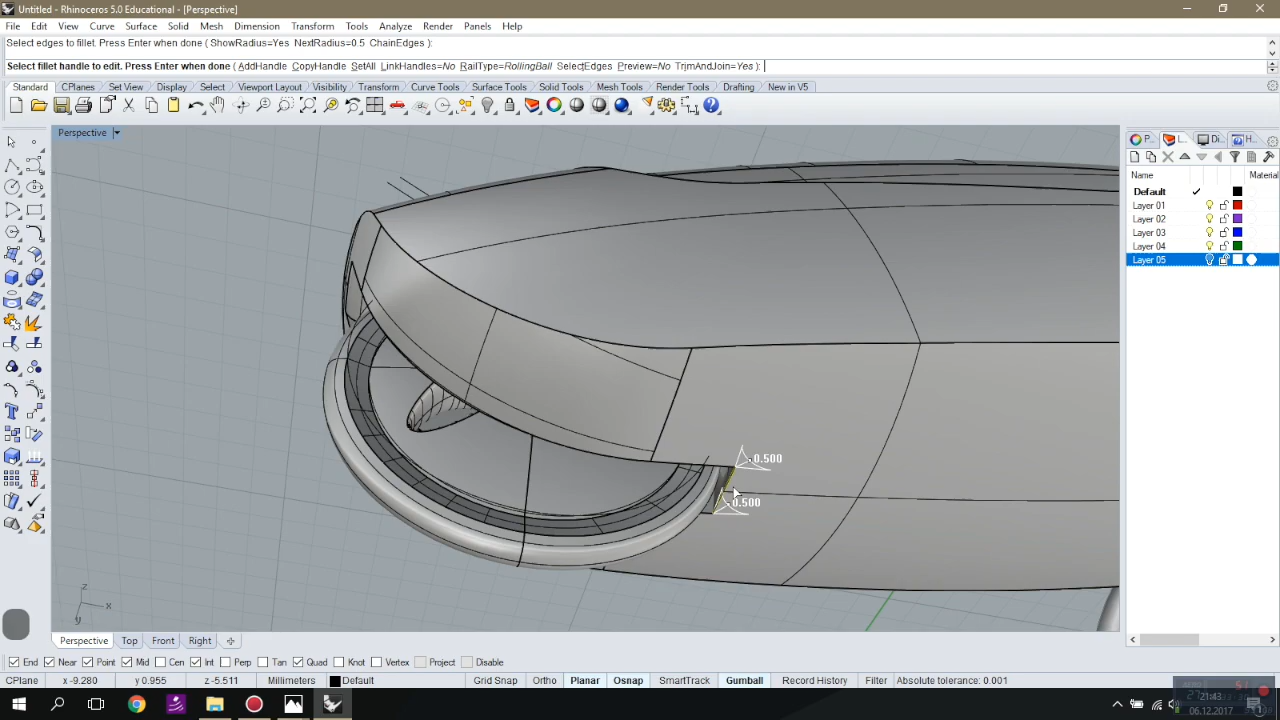 Untitled - Rhinoceros 5.0 Educational - [Perspective]
File Edit View Curve Surface Solid Mesh Dimension Transform Tools Analyze Render Panels Help
Select edges to fillet. Press Enter when done ( ShowRadius=Yes NextRadius=0.5 ChainEdges ):
Select fillet handle to edit. Press Enter when done ( AddHandle CopyHandle SetAll LinkHandles=No RailType=RollingBall SelectEdges Preview=No TrimAndJoin=Yes ):
Standard CPlanes Set View Display Select Viewport Layout Visibility Transform Curve Tools Surface Tools Solid Tools Mesh Tools Render Tools Drafting New in V5
Perspective
P... L... Di... H...
Name Material
Default
Layer 01
Layer 02
Layer 03
Layer 04
Layer 05
0.500
0.500
z
x
y
Perspective Top Front Right
End Near Point Mid Cen Int Perp Tan Quad Knot Vertex Project Disable
CPlane x -9.280 y 0.955 z -5.511 Millimeters Default Grid Snap Ortho Planar Osnap SmartTrack Gumball Record History Filter Absolute tolerance: 0.001
21:43
06.12.2017